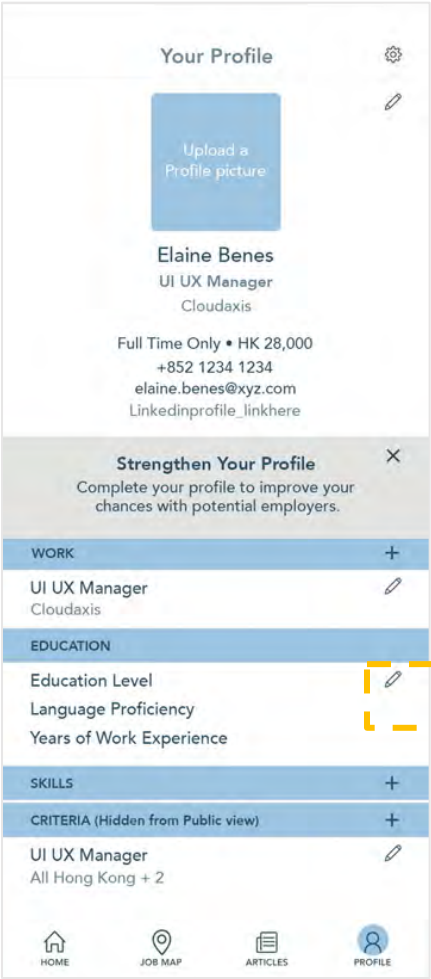 Your Profile
Upload a
Profile picture
Elaine Benes
UI UX Manager
Cloudaxis
Full Time Only • HK 28,000
+852 1234 1234
elaine.benes@xyz.com
Linkedinprofile_linkhere
Strengthen Your Profile
Complete your profile to improve your
chances with potential employers.
WORK
UI UX Manager
Cloudaxis
EDUCATION
Education Level
Language Proficiency
Years of Work Experience
SKILLS
CRITERIA (Hidden from Public view)
UI UX Manager
All Hong Kong + 2
HOME
JOB MAP
ARTICLES
PROFILE